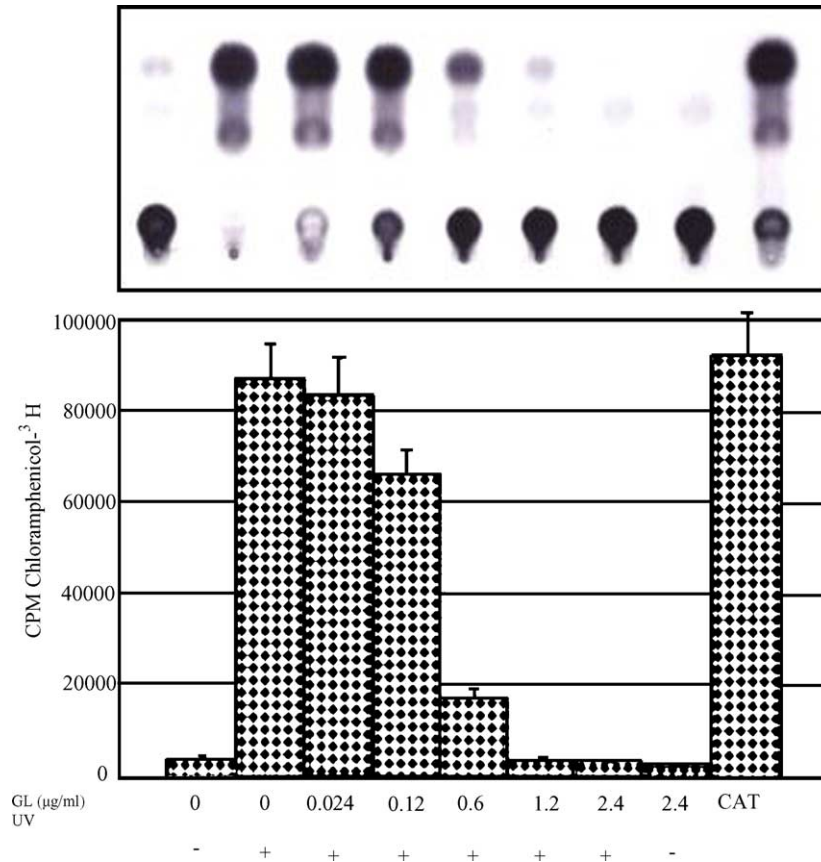 100000
80000
60000
40000
20000
0
CPM Chloramphenicol-³ H
GL (µg/ml) 0 0 0.024 0.12 0.6 1.2 2.4 2.4 CAT
UV
- + + + + + + -